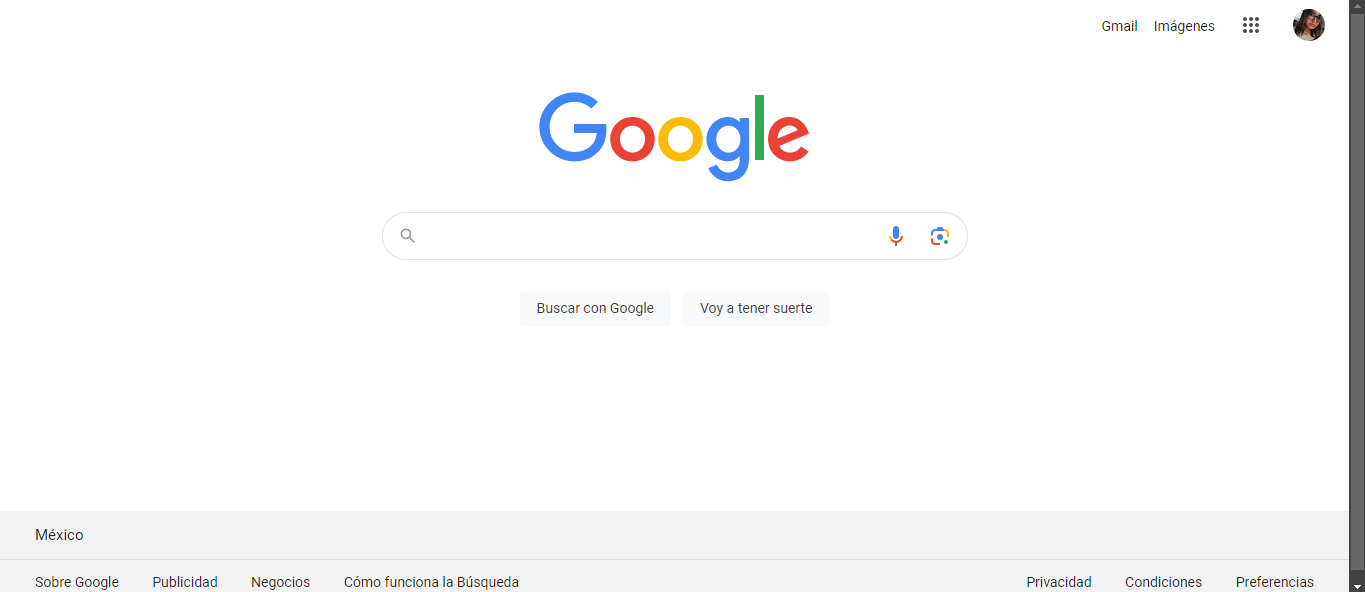 Gmail Imágenes
Google
Buscar con Google Voy a tener suerte
México
Sobre Google Publicidad Negocios Cómo funciona la Búsqueda Privacidad Condiciones Preferencias